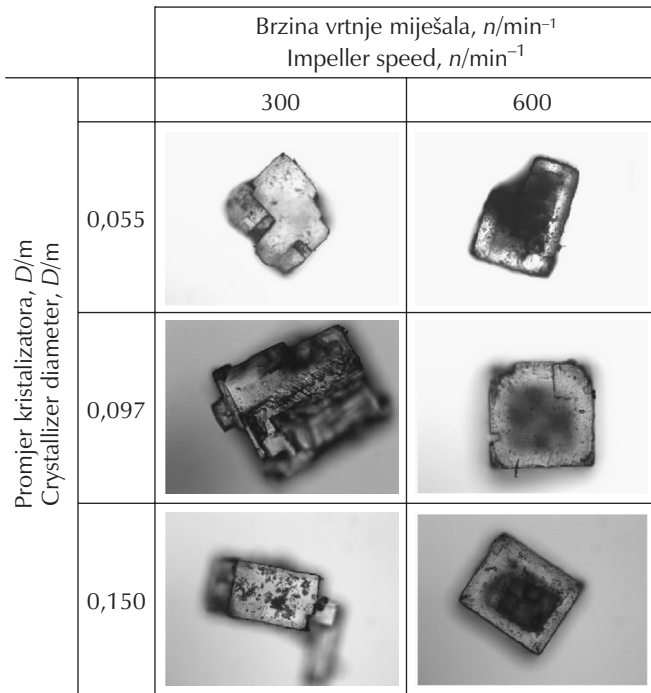 Brzina vrtnje miješala, n/min⁻¹
Impeller speed, n/min⁻¹
300
600
Promjer kristalizatora, D/m
Crystallizer diameter, D/m
0,055
0,097
0,150